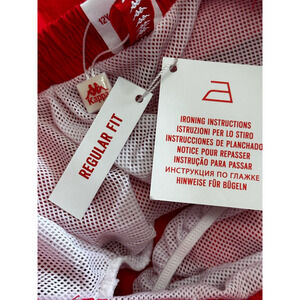 12Y
Kappa
REGULAR FIT
IRONING INSTRUCTIONS
ISTRUZIONI PER LO STIRO
INSTRUCCIONES DE PLANCHADO
NOTICE POUR REPASSER
INSTRUÇÃO PARA PASSAR
ИНСТРУКЦИЯ ПО ГЛАЖКЕ
HINWEISE FÜR BÜGELN